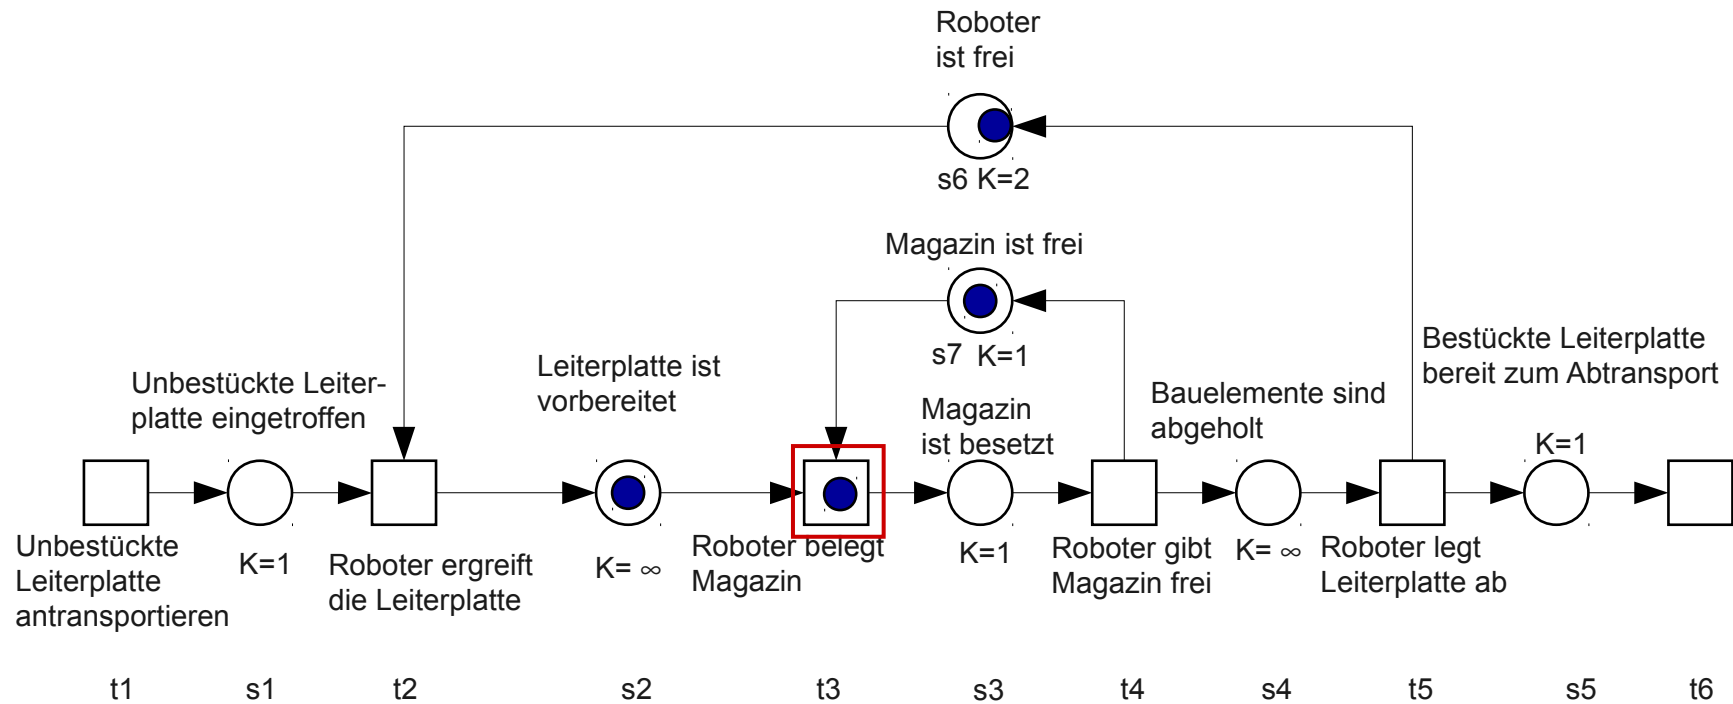 Roboter
ist frei
s6 K=2
Magazin ist frei
s7 K=1
Unbestückte Leiter-
platte eingetroffen
Leiterplatte ist
vorbereitet
Magazin
ist besetzt
Bauelemente sind
abgeholt
Bestückte Leiterplatte
bereit zum Abtransport
K=1
Unbestückte
Leiterplatte
antransportieren
K=1
Roboter ergreift
die Leiterplatte
K= ∞
Roboter belegt
Magazin
K=1
Roboter gibt
Magazin frei
K= ∞
Roboter legt
Leiterplatte ab
t1 s1 t2 s2 t3 s3 t4 s4 t5 s5 t6